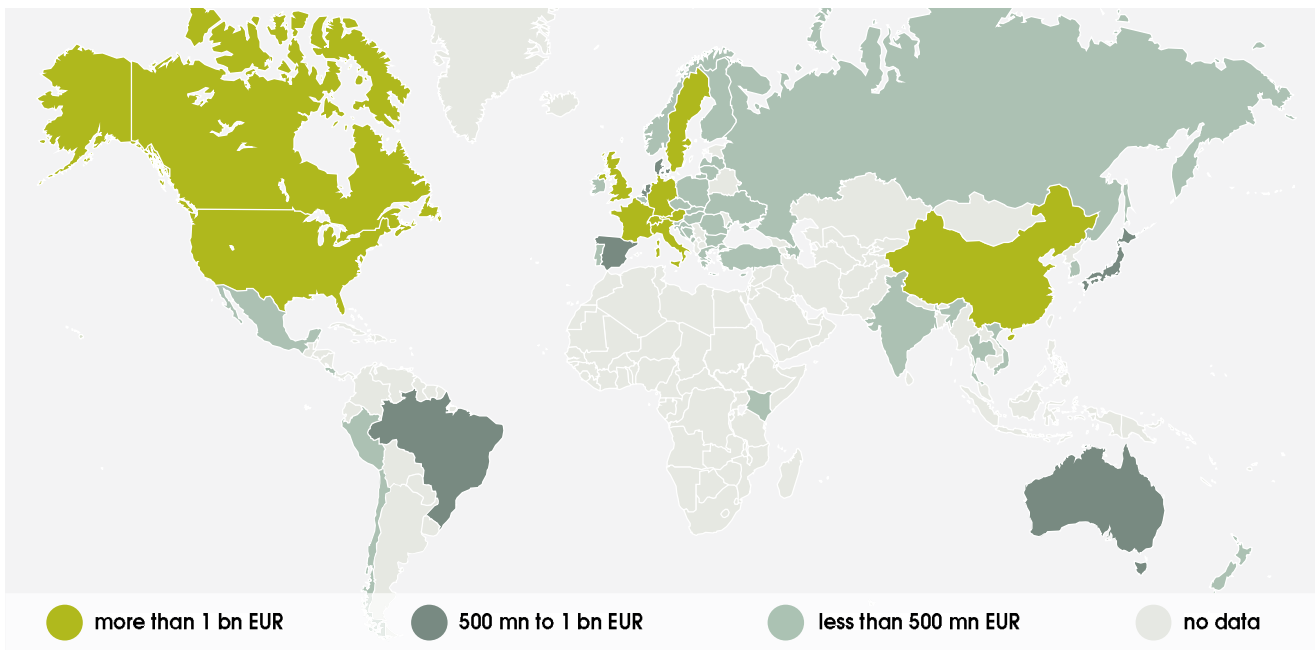 more than 1 bn EUR
500 mn to 1 bn EUR
less than 500 mn EUR
no data